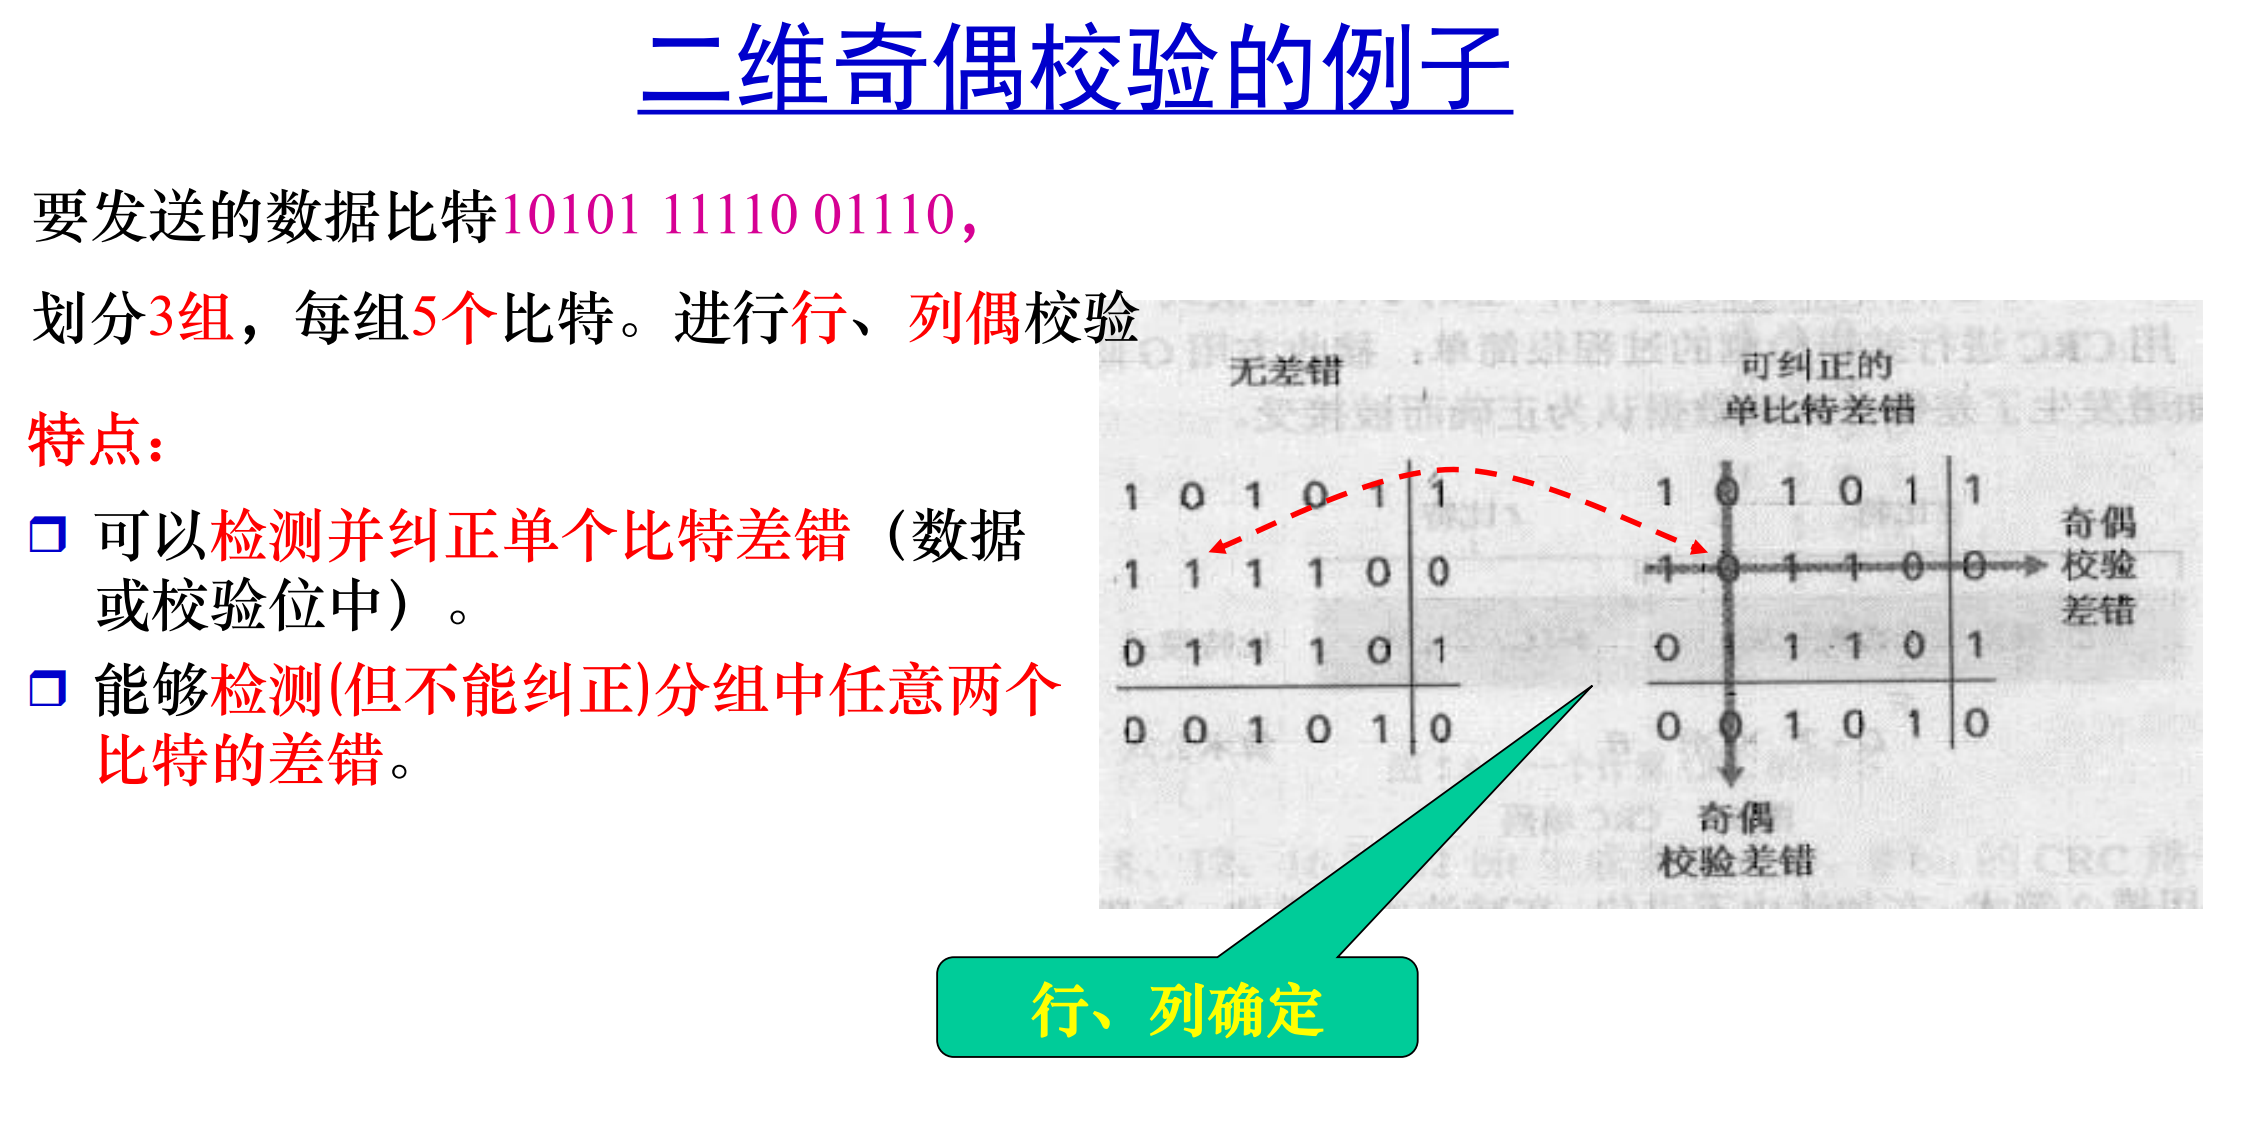 二维奇偶校验的例子
要发送的数据比特10101 11110 01110，
划分3组，每组5个比特。进行行、列偶校验
特点：
可以检测并纠正单个比特差错（数据
或校验位中）。
能够检测(但不能纠正)分组中任意两个
比特的差错。
无差错
1 0 1 0 1 1
1 1 1 1 0 0
0 1 1 1 0 1
0 0 1 0 1 0
可纠正的
单比特差错
1 0 1 0 1 1
1 0 1 1 0 0
0 1 1 1 0 1
0 0 1 0 1 0
奇偶
校验
差错
奇偶
校验差错
行、列确定